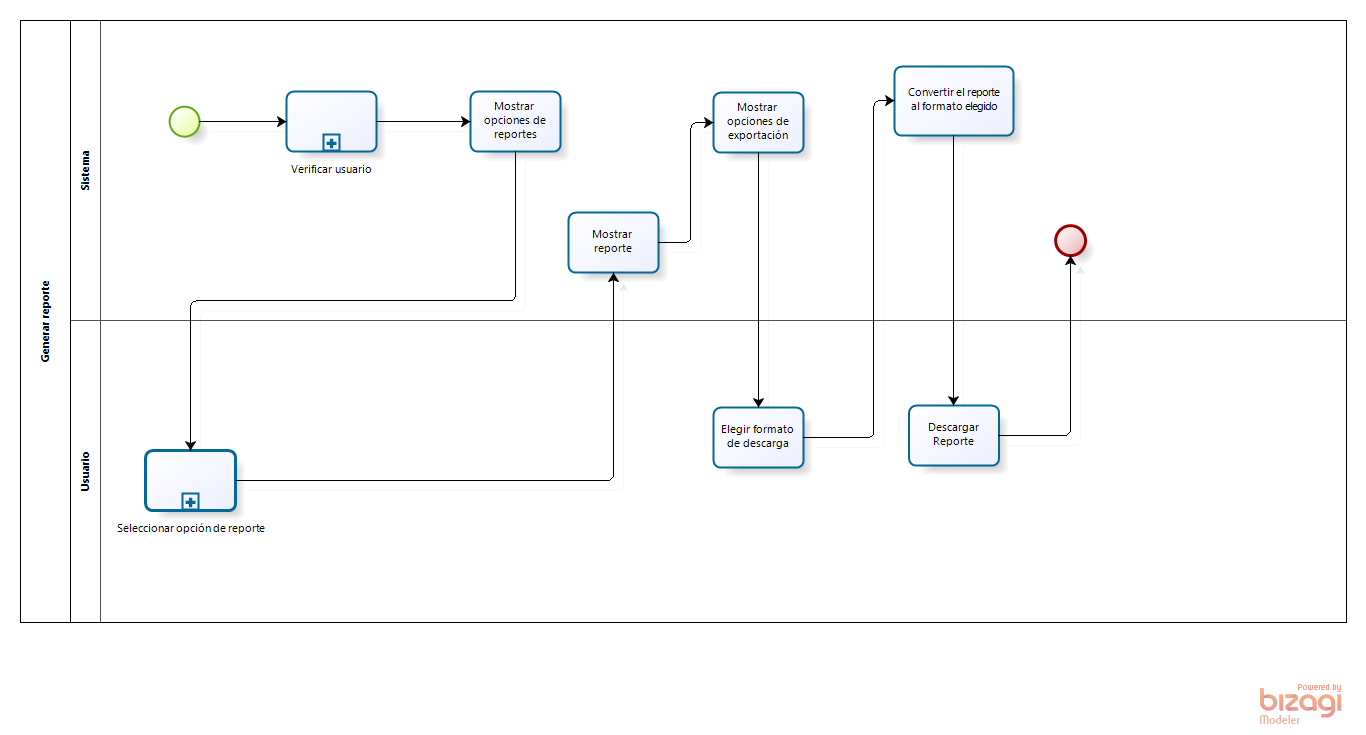 Generar reporte
Sistema
Verificar usuario
Mostrar
opciones de
reportes
Mostrar
reporte
Mostrar
opciones de
exportación
Convertir el reporte
al formato elegido
Usuario
Seleccionar opción de reporte
Elegir formato
de descarga
Descargar
Reporte
Powered by
bizagi
Modeler